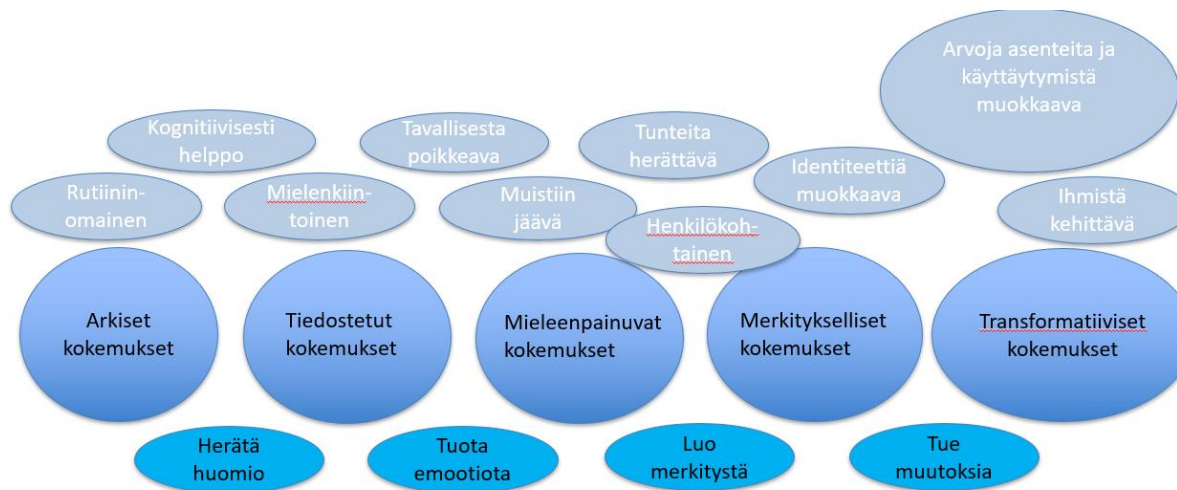 Arvoja asenteita ja
käyttäytymistä
muokkaava
Kognitiivisesti
helppo
Tavallisesta
poikkeava
Tunteita
herättävä
Identiteettiä
muokkaava
Rutiinin-
omainen
Mielenkiin-
toinen
Muistiin
jäävä
Henkilökoh-
tainen
Ihmistä
kehittävä
Arkiset
kokemukset
Tiedostetut
kokemukset
Mieleenpainuvat
kokemukset
Merkitykselliset
kokemukset
Transformatiiviset
kokemukset
Herätä
huomio
Tuota
emootiota
Luo
merkitystä
Tue
muutoksia